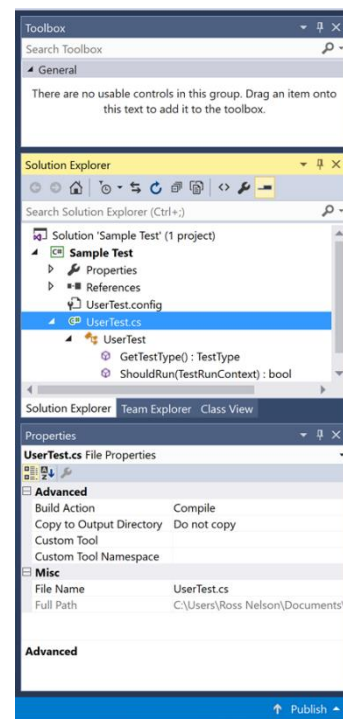 Toolbox
Search Toolbox
General
There are no usable controls in this group. Drag an item onto
this text to add it to the toolbox.
Solution Explorer
Search Solution Explorer (Ctrl+;)
Solution 'Sample Test' (1 project)
C# Sample Test
Properties
References
UserTest.config
C# UserTest.cs
UserTest
GetTestType() : TestType
ShouldRun(TestRunContext) : bool
Solution Explorer Team Explorer Class View
Properties
UserTest.cs File Properties
Advanced
Build Action Compile
Copy to Output Directory Do not copy
Custom Tool
Custom Tool Namespace
Misc
File Name UserTest.cs
Full Path C:\Users\Ross Nelson\Documents\
Advanced
Publish